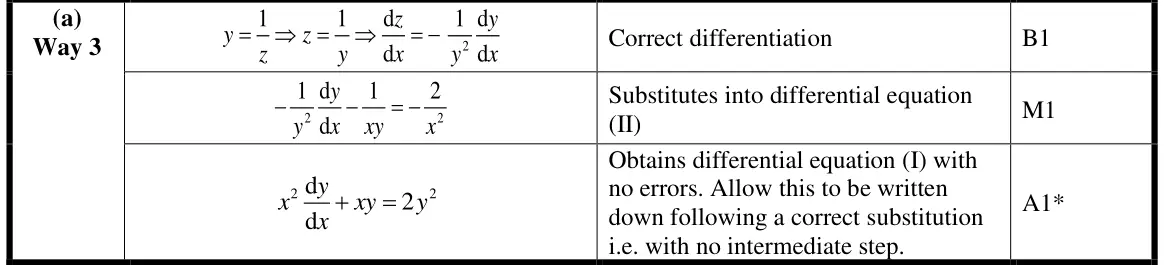 (a)
Way 3
y = 1/z ⇒ z = 1/y ⇒ dz/dx = − 1/y² dy/dx
Correct differentiation
B1
− 1/y² dy/dx − 1/xy = − 2/x²
Substitutes into differential equation
(II)
M1
x² dy/dx + xy = 2y²
Obtains differential equation (I) with
no errors. Allow this to be written
down following a correct substitution
i.e. with no intermediate step.
A1*